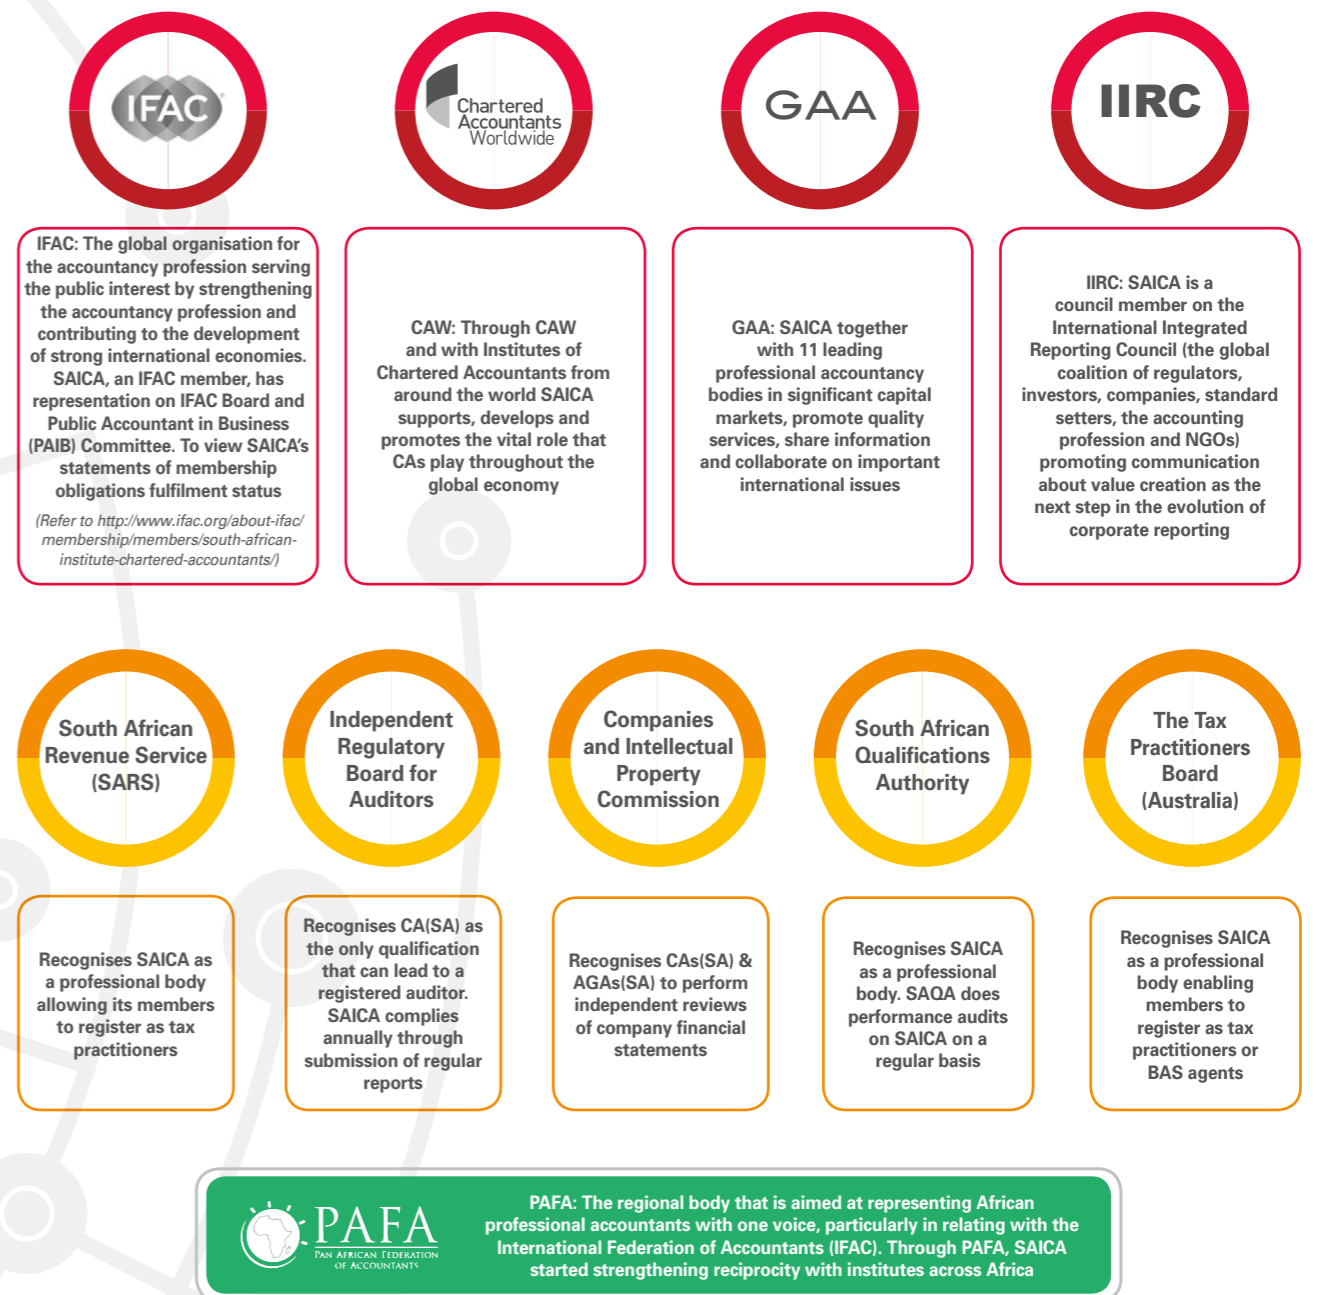 IFAC
Chartered
Accountants
Worldwide
GAA
IIRC
IFAC: The global organisation for
the accountancy profession serving
the public interest by strengthening
the accountancy profession and
contributing to the development
of strong international economies.
SAICA, an IFAC member, has
representation on IFAC Board and
Public Accountant in Business
(PAIB) Committee. To view SAICA's
statements of membership
obligations fulfilment status
(Refer to http://www.ifac.org/about-ifac/
membership/members/south-african-
institute-chartered-accountants/)
CAW: Through CAW
and with Institutes of
Chartered Accountants from
around the world SAICA
supports, develops and
promotes the vital role that
CAs play throughout the
global economy
GAA: SAICA together
with 11 leading
professional accountancy
bodies in significant capital
markets, promote quality
services, share information
and collaborate on important
international issues
IIRC: SAICA is a
council member on the
International Integrated
Reporting Council (the global
coalition of regulators,
investors, companies, standard
setters, the accounting
profession and NGOs)
promoting communication
about value creation as the
next step in the evolution of
corporate reporting
South African
Revenue Service
(SARS)
Independent
Regulatory
Board for
Auditors
Companies
and Intellectual
Property
Commission
South African
Qualifications
Authority
The Tax
Practitioners
Board
(Australia)
Recognises SAICA as
a professional body
allowing its members
to register as tax
practitioners
Recognises CA(SA) as
the only qualification
that can lead to a
registered auditor.
SAICA complies
annually through
submission of regular
reports
Recognises CAs(SA) &
AGAs(SA) to perform
independent reviews
of company financial
statements
Recognises SAICA
as a professional
body. SAQA does
performance audits
on SAICA on a
regular basis
Recognises SAICA
as a professional
body enabling
members to
register as tax
practitioners or
BAS agents
PAFA
PAN AFRICAN FEDERATION
OF ACCOUNTANTS
PAFA: The regional body that is aimed at representing African
professional accountants with one voice, particularly in relating with the
International Federation of Accountants (IFAC). Through PAFA, SAICA
started strengthening reciprocity with institutes across Africa